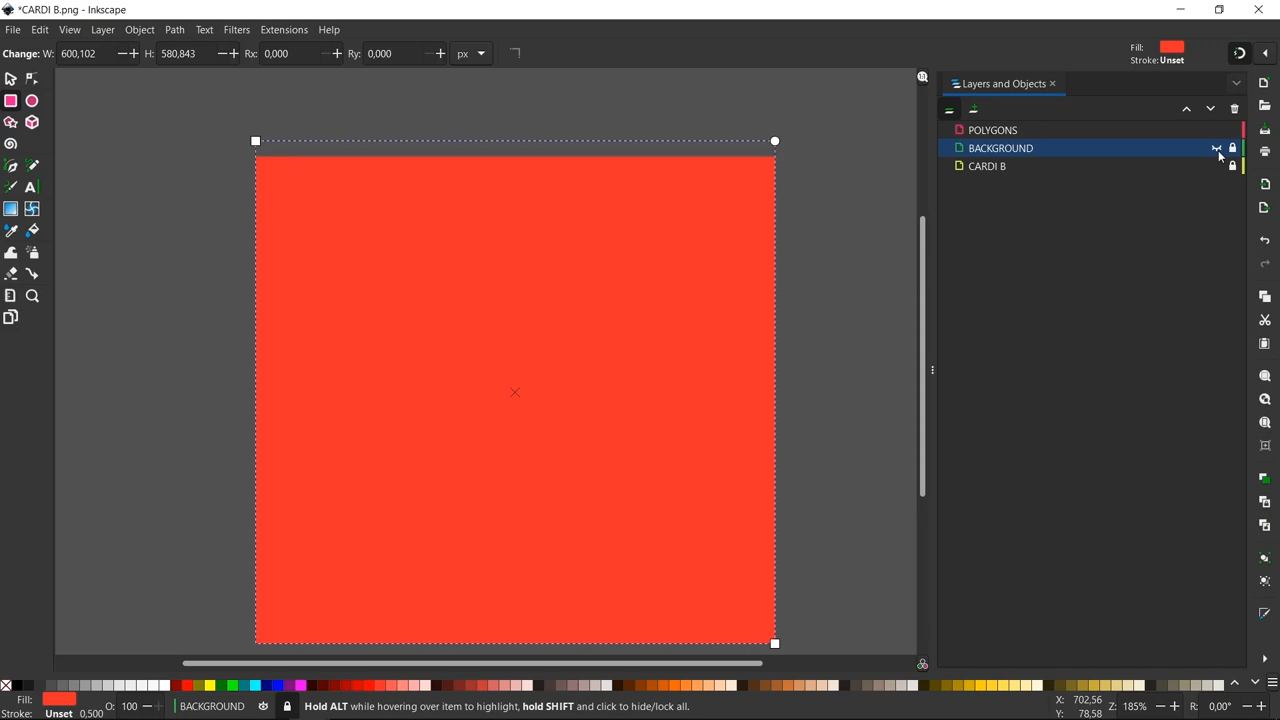 *CARDI B.png - Inkscape
File Edit View Layer Object Path Text Filters Extensions Help
Change: W: 600,102 H: 580,843 Rx: 0,000 Ry: 0,000 px
Fill:
Stroke: Unset
Layers and Objects
POLYGONS
BACKGROUND
CARDI B
Fill:
Stroke: Unset 0,500
O: 100
BACKGROUND
Hold ALT while hovering over item to highlight, hold SHIFT and click to hide/lock all.
X: 702,56
Y: 78,58
Z: 185%
R: 0,00°